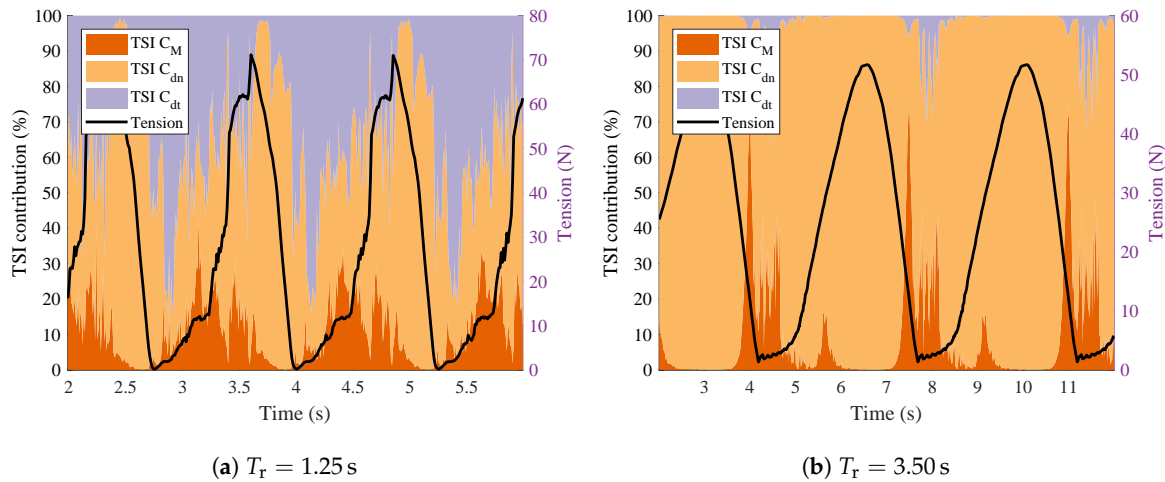 100
90
80
70
60
50
40
30
20
10
0
TSI contribution (%)
TSI C_M
TSI C_dn
TSI C_dt
Tension
80
70
60
50
40
30
20
10
0
Tension (N)
2 2.5 3 3.5 4 4.5 5 5.5
Time (s)
(a) T_r = 1.25 s
100
90
80
70
60
50
40
30
20
10
0
TSI contribution (%)
TSI C_M
TSI C_dn
TSI C_dt
Tension
60
50
40
30
20
10
0
Tension (N)
3 4 5 6 7 8 9 10 11
Time (s)
(b) T_r = 3.50 s